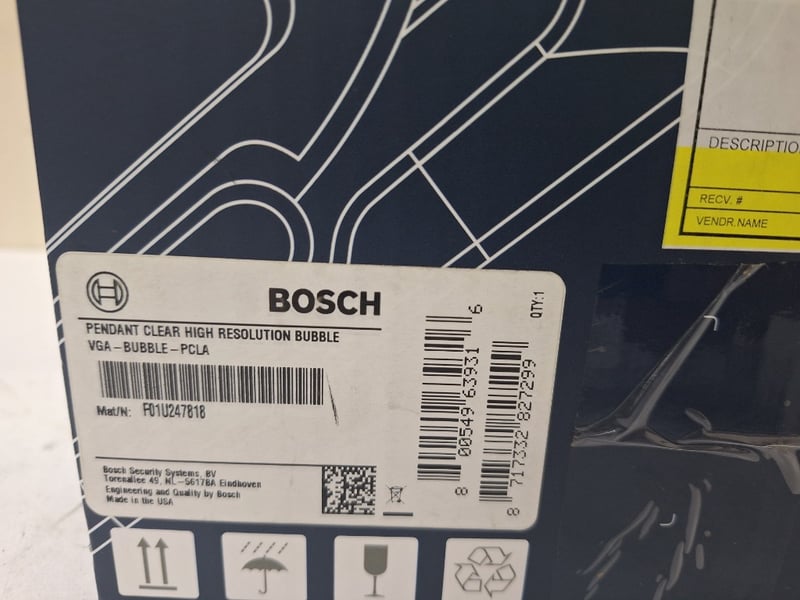 DESCRIPTIO
RECV. #
VENDR.NAME
BOSCH
PENDANT CLEAR HIGH RESOLUTION BUBBLE
VGA-BUBBLE-PCLA
Mat/N: F01U247818
Bosch Security Systems, BV
Torenallee 49, NL-5617BA Eindhoven
Engineering and Quality by Bosch
Made in the USA
8 00549 63931 6
8 717332 827299
QTY:1